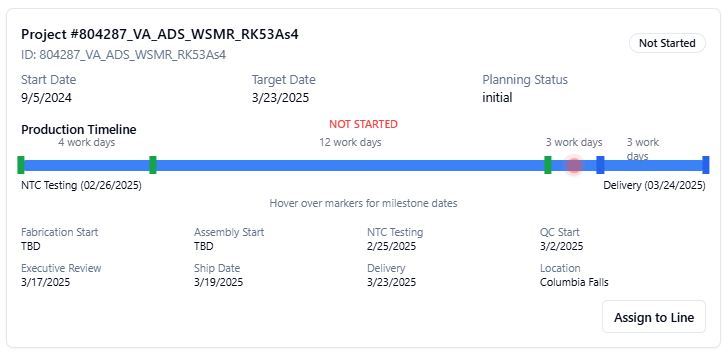 Project #804287_VA_ADS_WSMR_RK53As4
Not Started
ID: 804287_VA_ADS_WSMR_RK53As4
Start Date Target Date Planning Status
9/5/2024 3/23/2025 initial
Production Timeline
NOT STARTED
4 work days 12 work days 3 work days 3 work
days
NTC Testing (02/26/2025) Delivery (03/24/2025)
Hover over markers for milestone dates
Fabrication Start Assembly Start NTC Testing QC Start
TBD TBD 2/25/2025 3/2/2025
Executive Review Ship Date Delivery Location
3/17/2025 3/19/2025 3/23/2025 Columbia Falls
Assign to Line